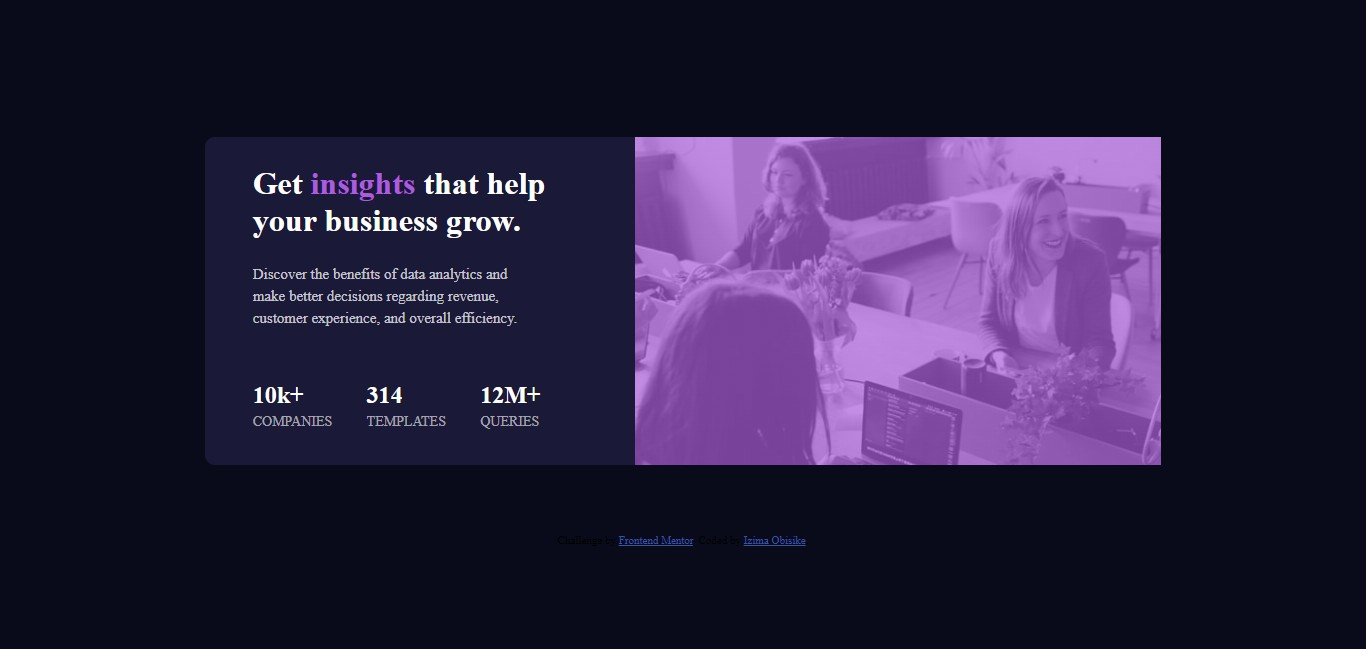 Get insights that help
your business grow.
Discover the benefits of data analytics and
make better decisions regarding revenue,
customer experience, and overall efficiency.
10k+ 314 12M+
COMPANIES TEMPLATES QUERIES
Challenge by Frontend Mentor. Coded by Izima Obisike